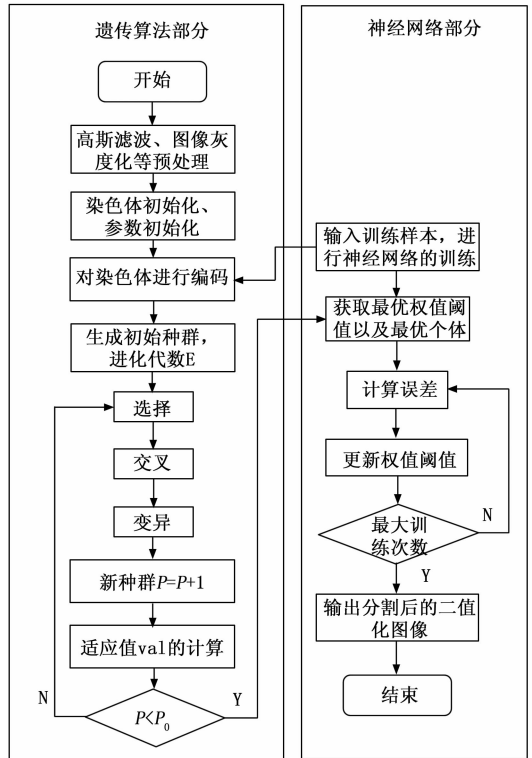 遗传算法部分
开始
高斯滤波、图像灰
度化等预处理
染色体初始化、
参数初始化
对染色体进行编码
生成初始种群，
进化代数E
选择
交叉
变异
新种群P=P+1
适应值val的计算
N
P<P₀
Y
神经网络部分
输入训练样本，进
行神经网络的训练
获取最优权值阈
值以及最优个体
计算误差
更新权值阈值
最大训
练次数
N
Y
输出分割后的二值
化图像
结束